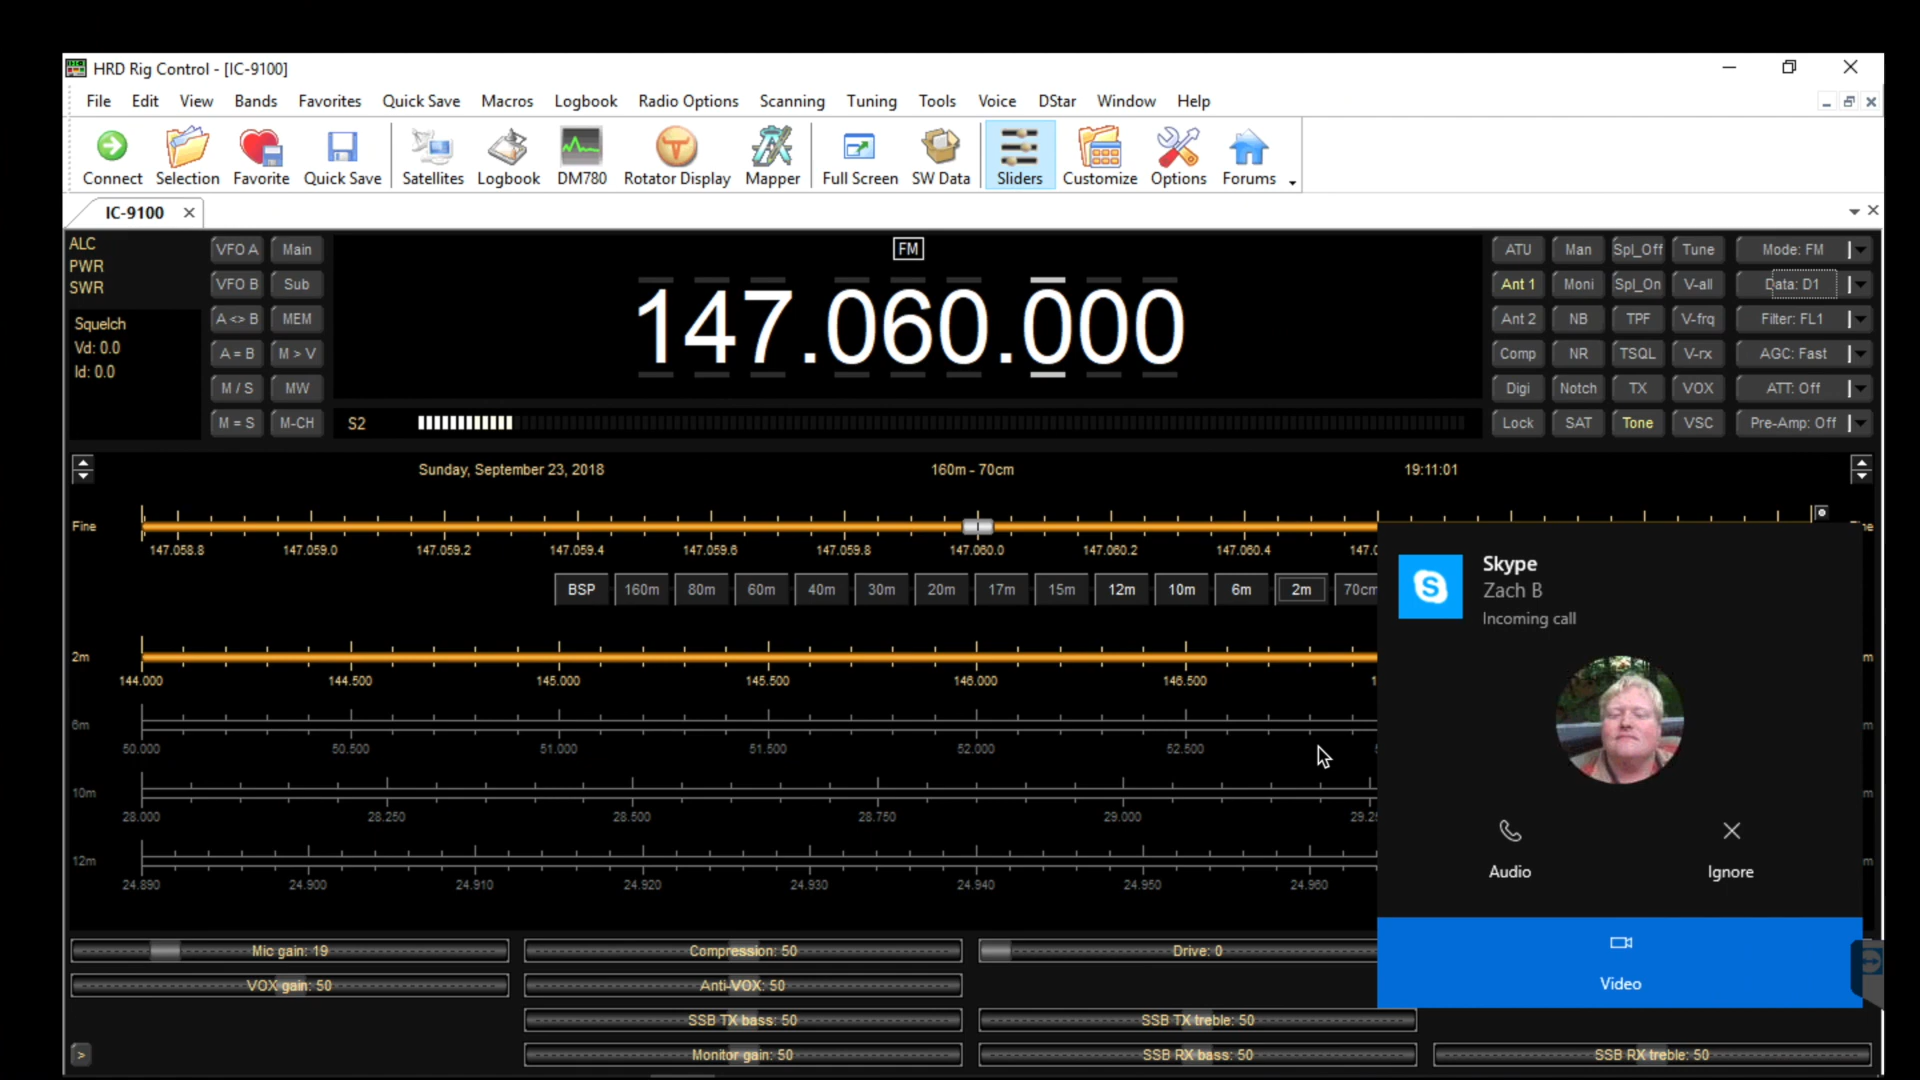 HRD Rig Control - [IC-9100]
File Edit View Bands Favorites Quick Save Macros Logbook Radio Options Scanning Tuning Tools Voice DStar Window Help
Connect Selection Favorite Quick Save Satellites Logbook DM780 Rotator Display Mapper Full Screen SW Data Sliders Customize Options Forums
IC-9100
ALC VFO A Main FM ATU Man Spl_Off Tune Mode: FM
PWR
SWR VFO B Sub Ant 1 Moni Spl_On V-all Data: D1
147.060.000
Squelch A <> B MEM Ant 2 NB TPF V-frq Filter: FL1
Vd: 0.0 A = B M > V Comp NR TSQL V-rx AGC: Fast
Id: 0.0
M / S MW Digi Notch TX VOX ATT: Off
M = S M-CH S2 Lock SAT Tone VSC Pre-Amp: Off
Sunday, September 23, 2018 160m - 70cm 19:11:01
Fine
147.058.8 147.059.0 147.059.2 147.059.4 147.059.6 147.059.8 147.060.0 147.060.2 147.060.4 147.0
BSP 160m 80m 60m 40m 30m 20m 17m 15m 12m 10m 6m 2m 70cm
2m
144.000 144.500 145.000 145.500 146.000 146.500
6m
50.000 50.500 51.000 51.500 52.000 52.500
10m
28.000 28.250 28.500 28.750 29.000 29.2
12m
24.890 24.900 24.910 24.920 24.930 24.940 24.950 24.960
Skype
Zach B
Incoming call
Audio Ignore
Video
Mic gain: 19 Compression: 50 Drive: 0
VOX gain: 50 Anti-VOX: 50
SSB TX bass: 50 SSB TX treble: 50
> Monitor gain: 50 SSB RX bass: 50 SSB RX treble: 50